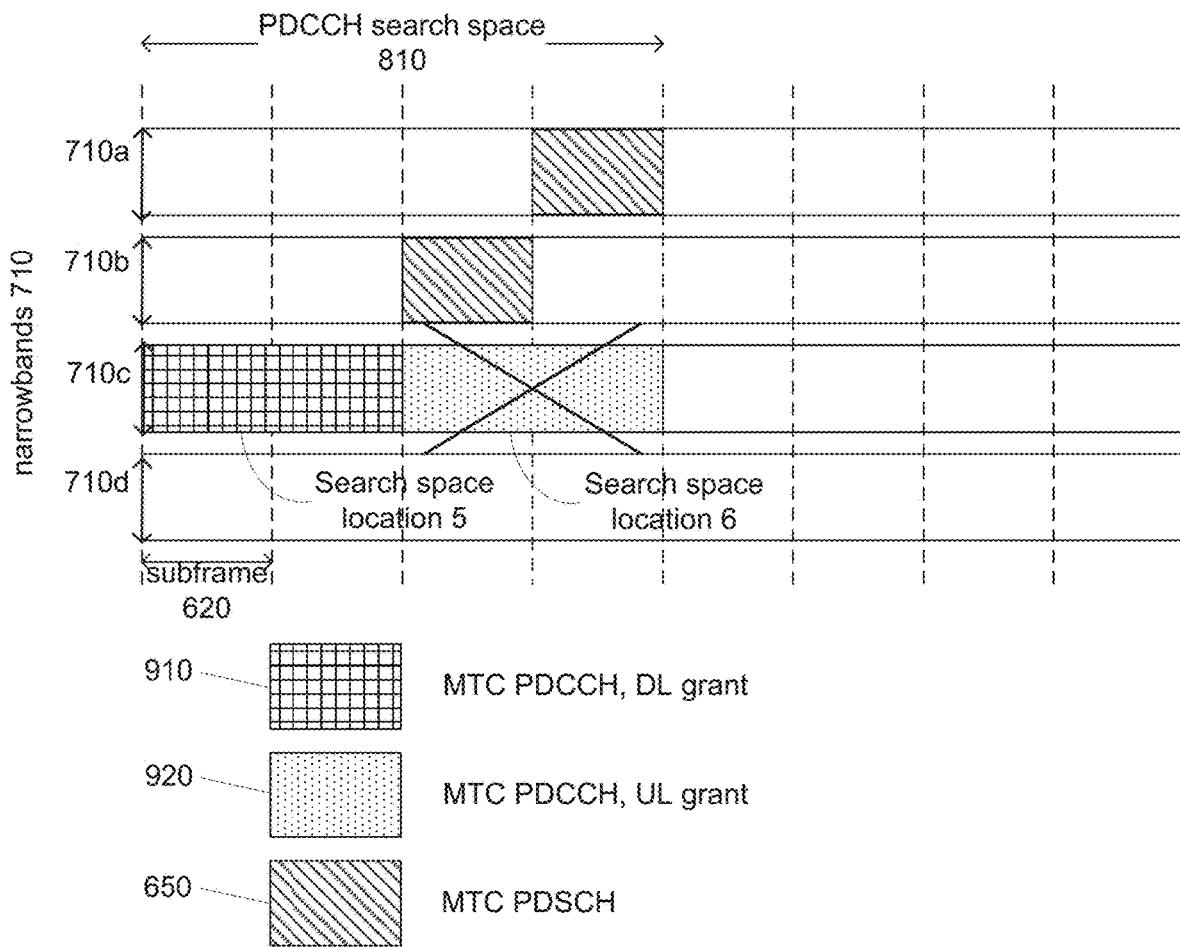 PDCCH search space
810
710a
710b
narrowbands 710
710c
710d
Search space
location 5
Search space
location 6
subframe
620
910
MTC PDCCH, DL grant
920
MTC PDCCH, UL grant
650
MTC PDSCH